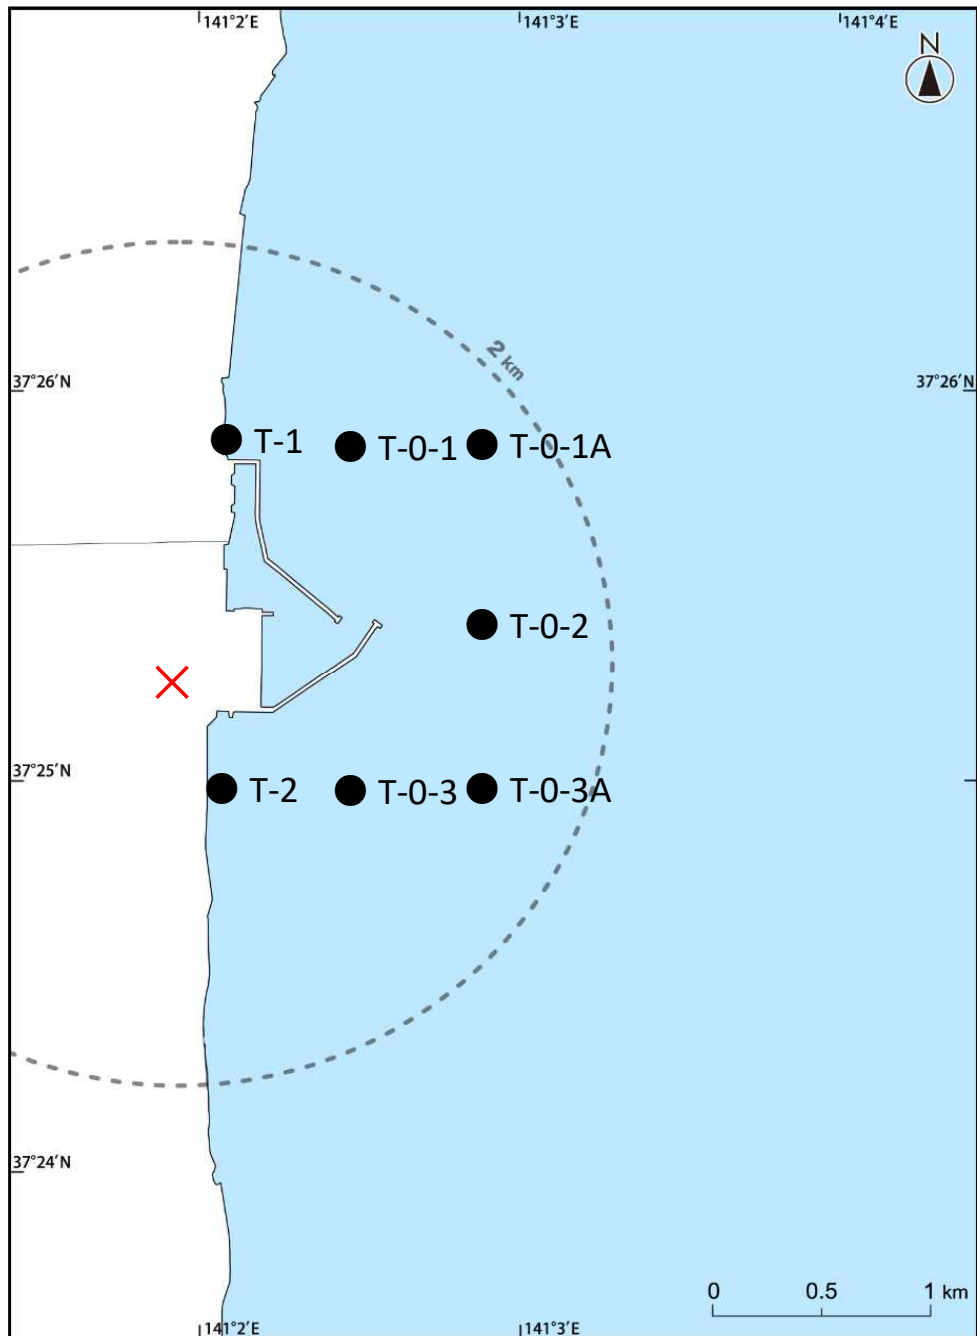 141°2′E
141°3′E
141°4′E
N
2 km
37°26′N
37°26′N
T-1
T-0-1
T-0-1A
T-0-2
37°25′N
T-2
T-0-3
T-0-3A
37°24′N
0 0.5 1 km
141°2′E
141°3′E